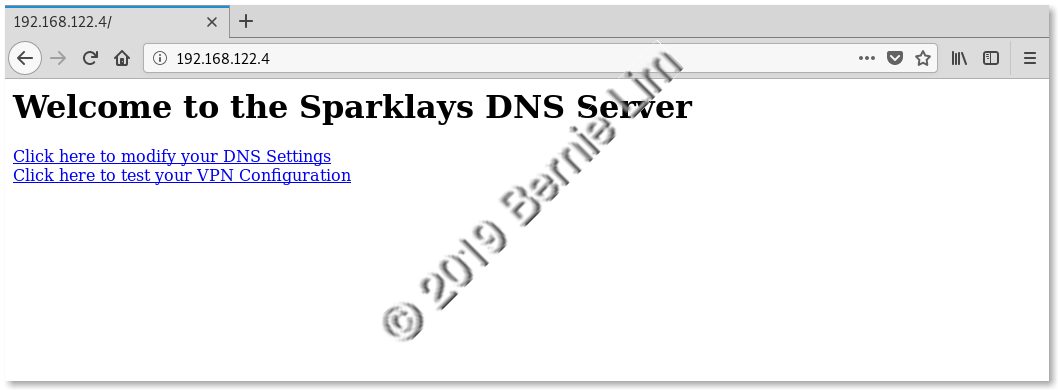 192.168.122.4/
192.168.122.4
Welcome to the Sparklays DNS Server
Click here to modify your DNS Settings
Click here to test your VPN Configuration
© 2019 Bernie Lim